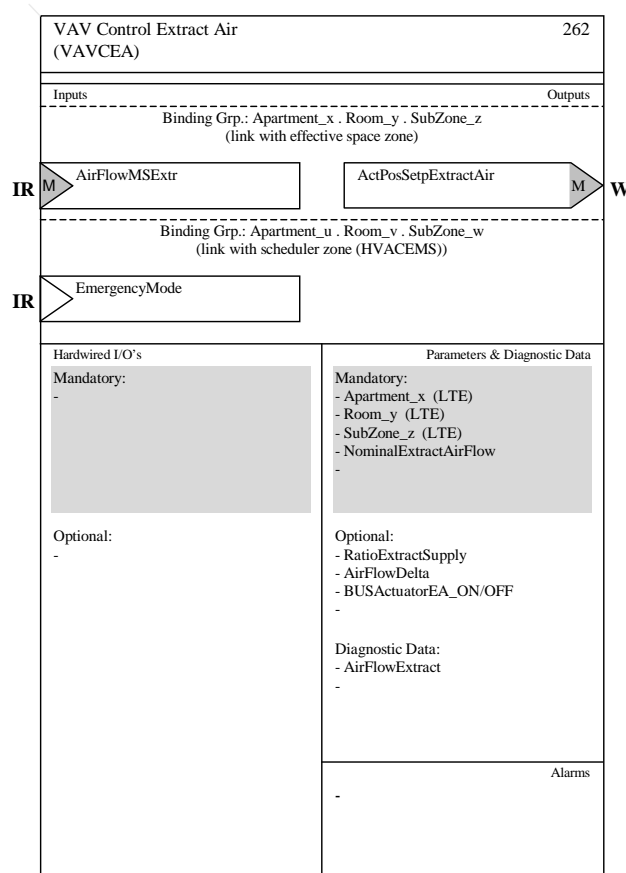 VAV Control Extract Air 262
(VAVCEA)
Inputs Outputs
Binding Grp.: Apartment_x . Room_y . SubZone_z
(link with effective space zone)
IR M AirFlowMSExtr ActPosSetpExtractAir M W
Binding Grp.: Apartment_u . Room_v . SubZone_w
(link with scheduler zone (HVACEMS))
IR EmergencyMode
Hardwired I/O's Parameters & Diagnostic Data
Mandatory:
-
Optional:
-
Mandatory:
- Apartment_x (LTE)
- Room_y (LTE)
- SubZone_z (LTE)
- NominalExtractAirFlow
-
Optional:
- RatioExtractSupply
- AirFlowDelta
- BUSActuatorEA_ON/OFF
-
Diagnostic Data:
- AirFlowExtract
-
Alarms
-